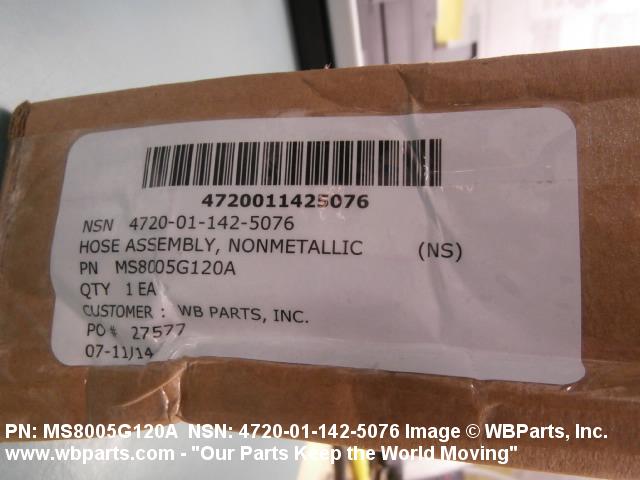 4720011425076
NSN 4720-01-142-5076
HOSE ASSEMBLY, NONMETALLIC (NS)
PN MS8005G120A
QTY 1 EA
CUSTOMER : WB PARTS, INC.
PO# 27577
07-11/14
PN: MS8005G120A NSN: 4720-01-142-5076 Image © WBParts, Inc.
www.wbparts.com - "Our Parts Keep the World Moving"